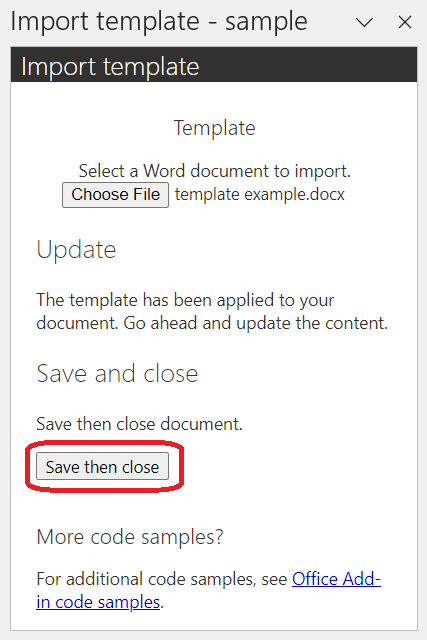 Import template - sample
Import template
Template
Select a Word document to import.
Choose File template example.docx
Update
The template has been applied to your
document. Go ahead and update the content.
Save and close
Save then close document.
Save then close
More code samples?
For additional code samples, see Office Add-
in code samples.